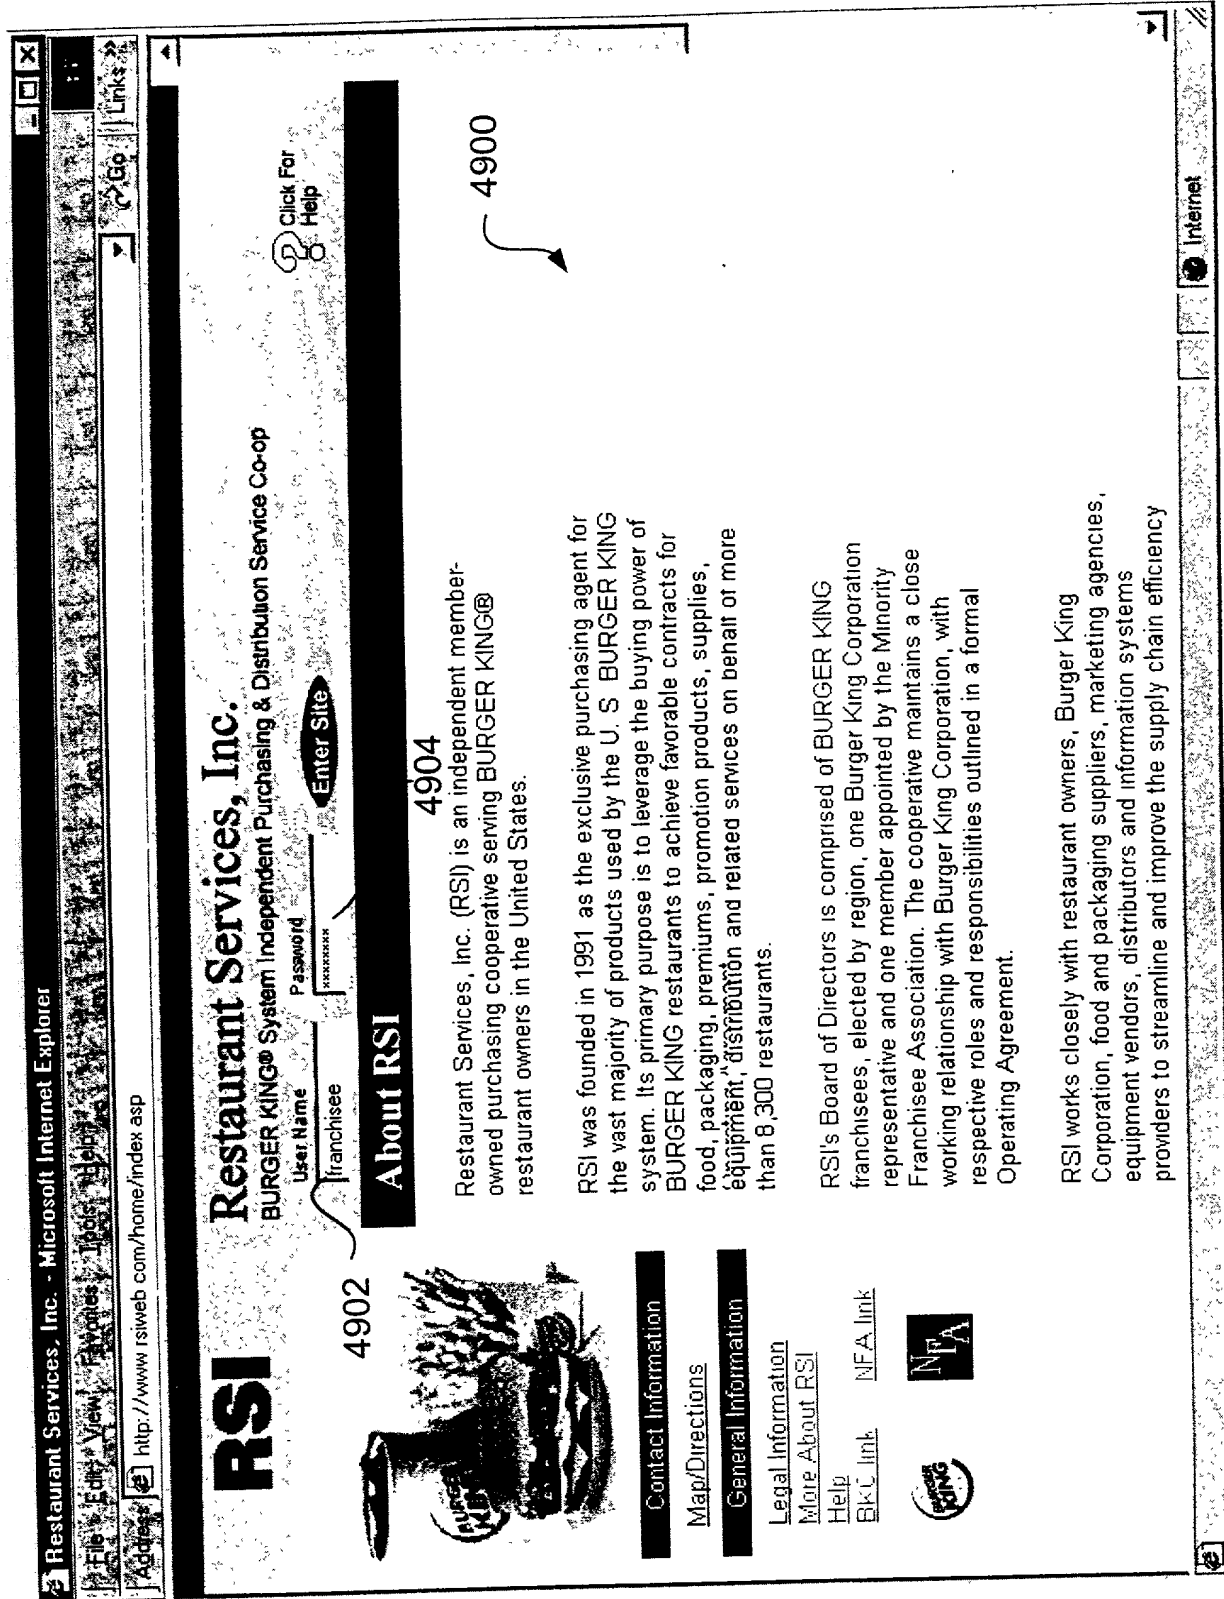 Restaurant Services, Inc. - Microsoft Internet Explorer
File Edit View Favorites Tools Help
Address http://www rsiweb com/home/index asp Go Links »
RSI
Restaurant Services, Inc.
BURGER KING® System Independent Purchasing & Distribution Service Co-op
User Name Password
franchisee xxxxxxxx Enter Site
Click For
Help
4902
4904
4900
About RSI
BURGER
KING
Contact Information
Map/Directions
General Information
Legal Information
More About RSI
Help
BKC link NFA link
BURGER
KING
NFA
Restaurant Services, Inc. (RSI) is an independent member-
owned purchasing cooperative serving BURGER KING®
restaurant owners in the United States.
RSI was founded in 1991 as the exclusive purchasing agent for
the vast majority of products used by the U. S BURGER KING
system. Its primary purpose is to leverage the buying power of
BURGER KING restaurants to achieve favorable contracts for
food, packaging, premiums, promotion products, supplies,
equipment, distribution and related services on behalf of more
than 8,300 restaurants.
RSI's Board of Directors is comprised of BURGER KING
franchisees, elected by region, one Burger King Corporation
representative and one member appointed by the Minority
Franchisee Association. The cooperative maintains a close
working relationship with Burger King Corporation, with
respective roles and responsibilities outlined in a formal
Operating Agreement.
RSI works closely with restaurant owners, Burger King
Corporation, food and packaging suppliers, marketing agencies,
equipment vendors, distributors and information systems
providers to streamline and improve the supply chain efficiency
Internet